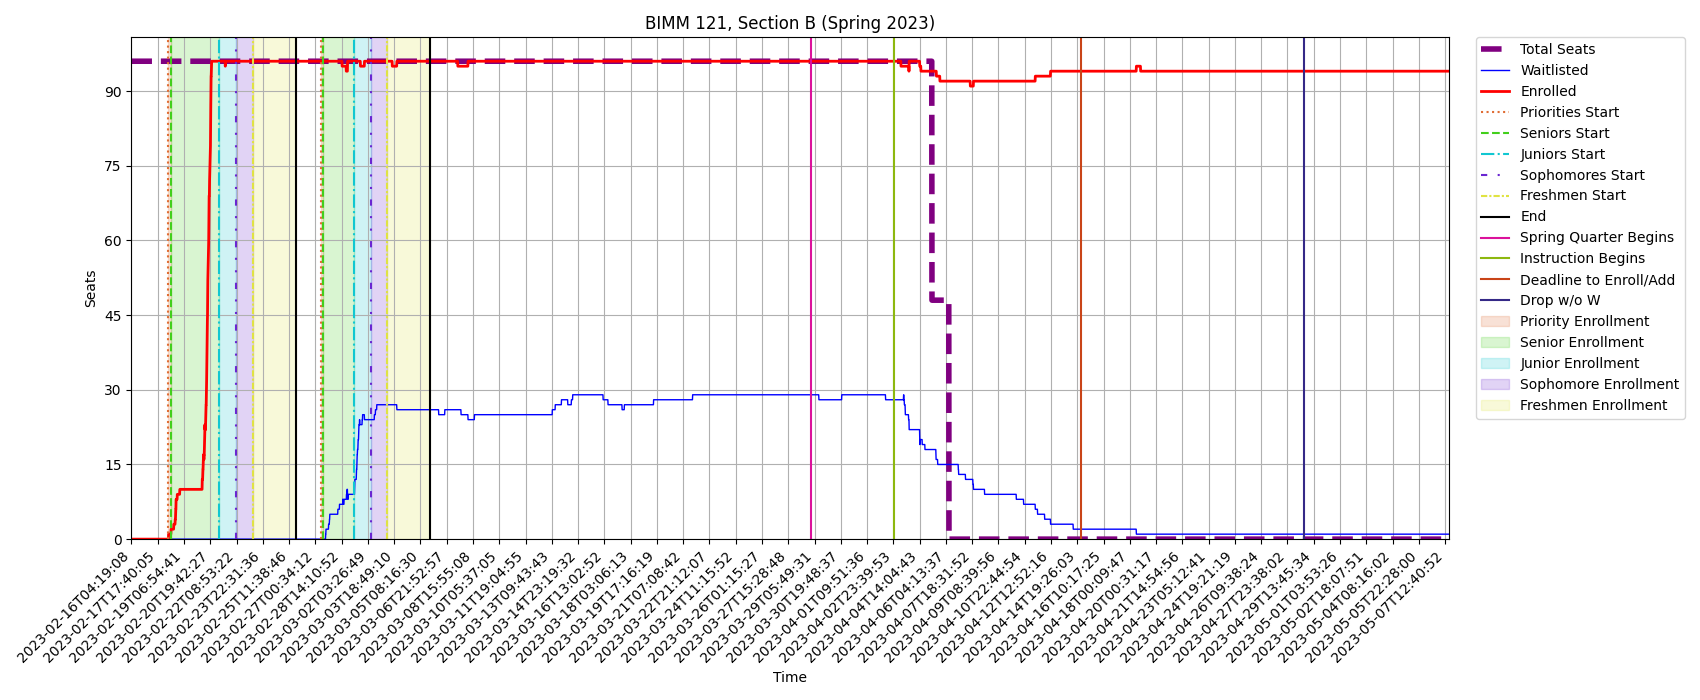 BIMM 121, Section B (Spring 2023)
Seats
90
75
60
45
30
15
0
2023-02-16T04:19:08
2023-02-17T17:40:05
2023-02-19T06:54:41
2023-02-20T19:42:27
2023-02-22T08:53:22
2023-02-23T22:31:36
2023-02-25T11:38:46
2023-02-27T00:34:12
2023-02-28T14:10:52
2023-03-02T03:26:49
2023-03-03T18:49:10
2023-03-05T08:16:30
2023-03-06T21:52:57
2023-03-08T15:55:08
2023-03-10T05:37:05
2023-03-11T19:04:55
2023-03-13T09:43:43
2023-03-14T23:19:32
2023-03-16T13:02:52
2023-03-18T03:06:13
2023-03-19T17:16:19
2023-03-21T07:08:42
2023-03-22T21:12:07
2023-03-24T11:15:52
2023-03-26T01:15:27
2023-03-27T15:28:48
2023-03-29T05:49:31
2023-03-30T19:48:37
2023-04-01T09:51:36
2023-04-02T23:39:53
2023-04-04T14:04:43
2023-04-06T04:13:37
2023-04-07T18:31:52
2023-04-09T08:39:56
2023-04-10T22:44:54
2023-04-12T12:52:16
2023-04-14T19:26:03
2023-04-16T10:17:25
2023-04-18T00:09:47
2023-04-20T00:31:17
2023-04-21T14:54:56
2023-04-23T05:12:41
2023-04-24T19:21:19
2023-04-26T09:38:24
2023-04-27T23:38:02
2023-04-29T13:45:34
2023-05-01T03:53:26
2023-05-02T18:07:51
2023-05-04T08:16:02
2023-05-05T22:28:00
2023-05-07T12:40:52
Time
Total Seats
Waitlisted
Enrolled
Priorities Start
Seniors Start
Juniors Start
Sophomores Start
Freshmen Start
End
Spring Quarter Begins
Instruction Begins
Deadline to Enroll/Add
Drop w/o W
Priority Enrollment
Senior Enrollment
Junior Enrollment
Sophomore Enrollment
Freshmen Enrollment